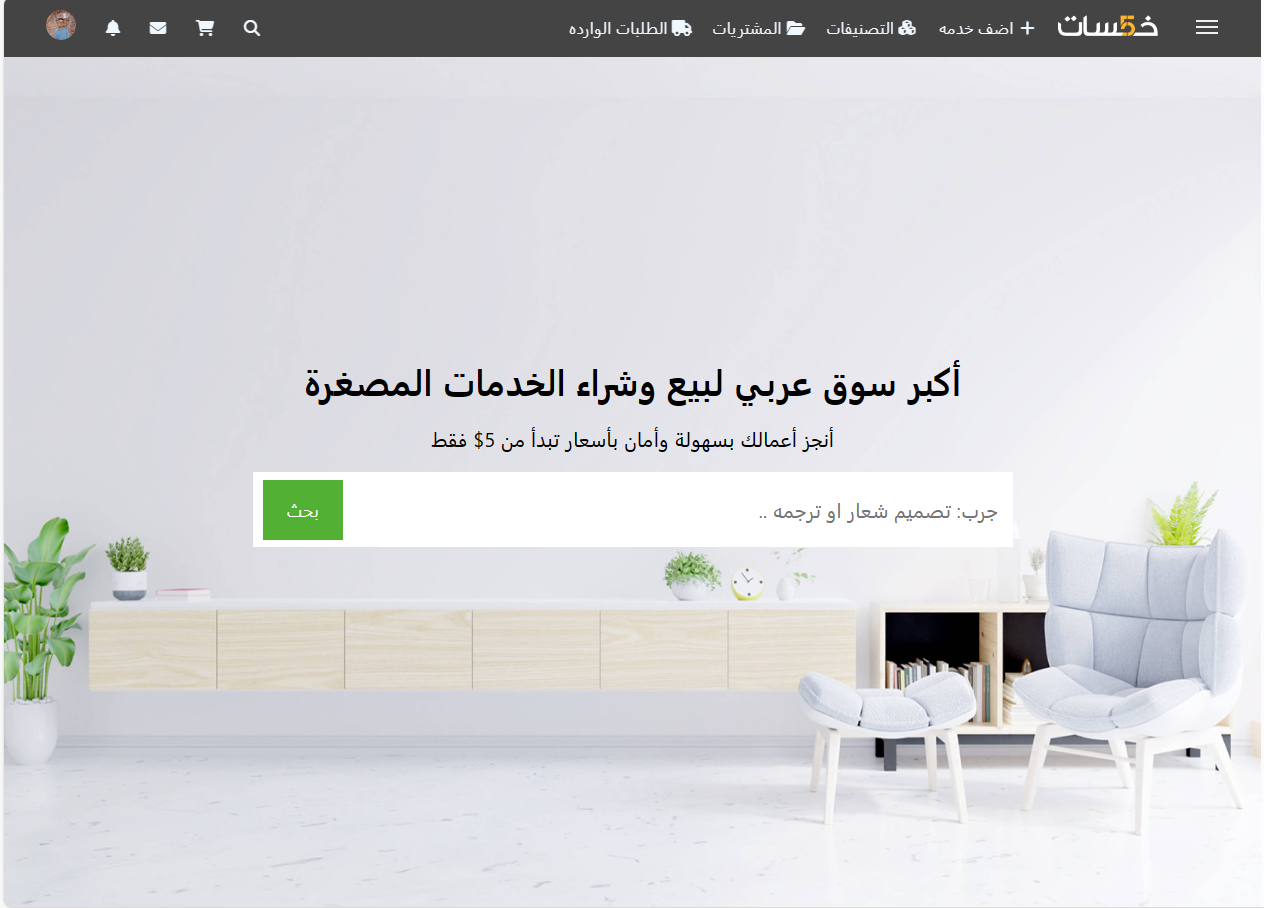 خمسات
اضف خدمه
التصنيفات
المشتريات
الطلبات الوارده
أكبر سوق عربي لبيع وشراء الخدمات المصغرة
أنجز أعمالك بسهولة وأمان بأسعار تبدأ من 5$ فقط
جرب: تصميم شعار او ترجمه ..
بحث